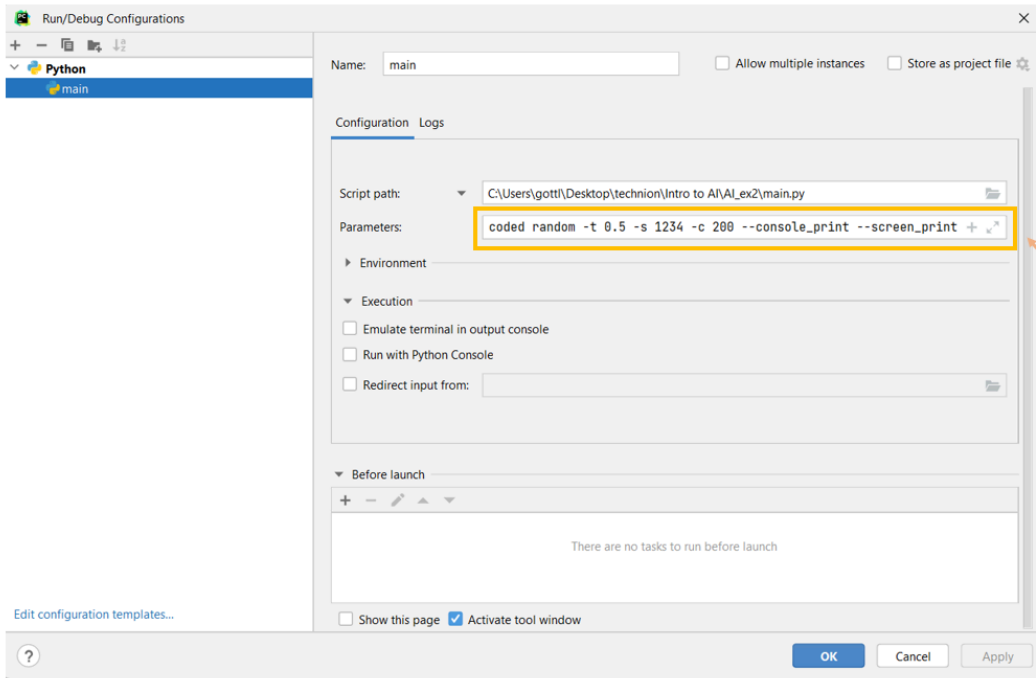 PC Run/Debug Configurations
Python
main
Name: main Allow multiple instances Store as project file
Configuration Logs
Script path: C:\Users\gottl\Desktop\technion\Intro to AI\AI_ex2\main.py
Parameters: coded random -t 0.5 -s 1234 -c 200 --console_print --screen_print
Environment
Execution
Emulate terminal in output console
Run with Python Console
Redirect input from:
Before launch
There are no tasks to run before launch
Edit configuration templates...
Show this page Activate tool window
? OK Cancel Apply